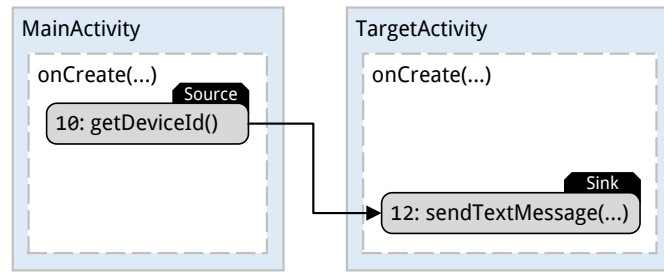 MainActivity
onCreate(...)
Source
10: getDeviceId()
TargetActivity
onCreate(...)
Sink
12: sendTextMessage(...)